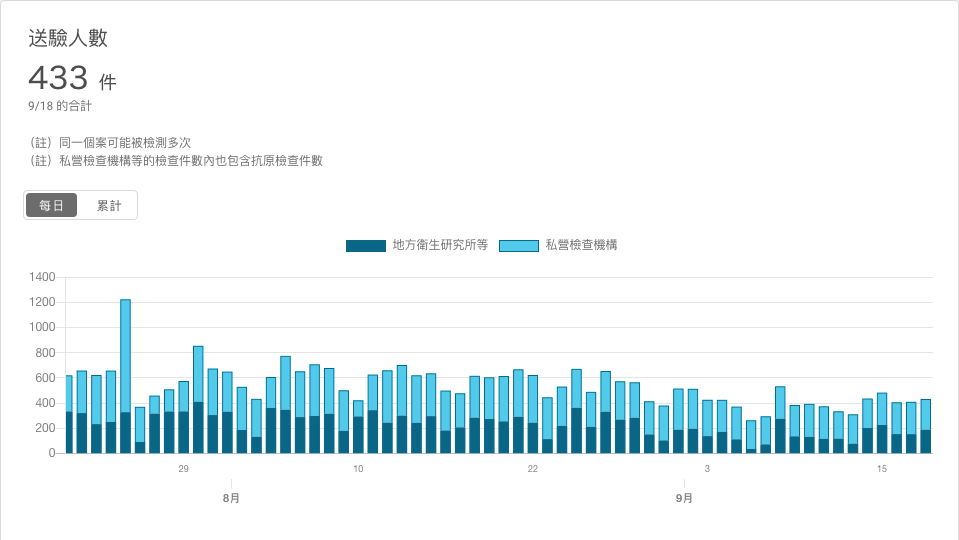 送驗人數
433 件
9/18 的合計
（註）同一個案可能被檢測多次
（註）私營檢查機構等的檢查件數內也包含抗原檢查件數
每日 累計
地方衛生研究所等 私營檢查機構
1400
1200
1000
800
600
400
200
0
29 10 22 3 15
8月 9月